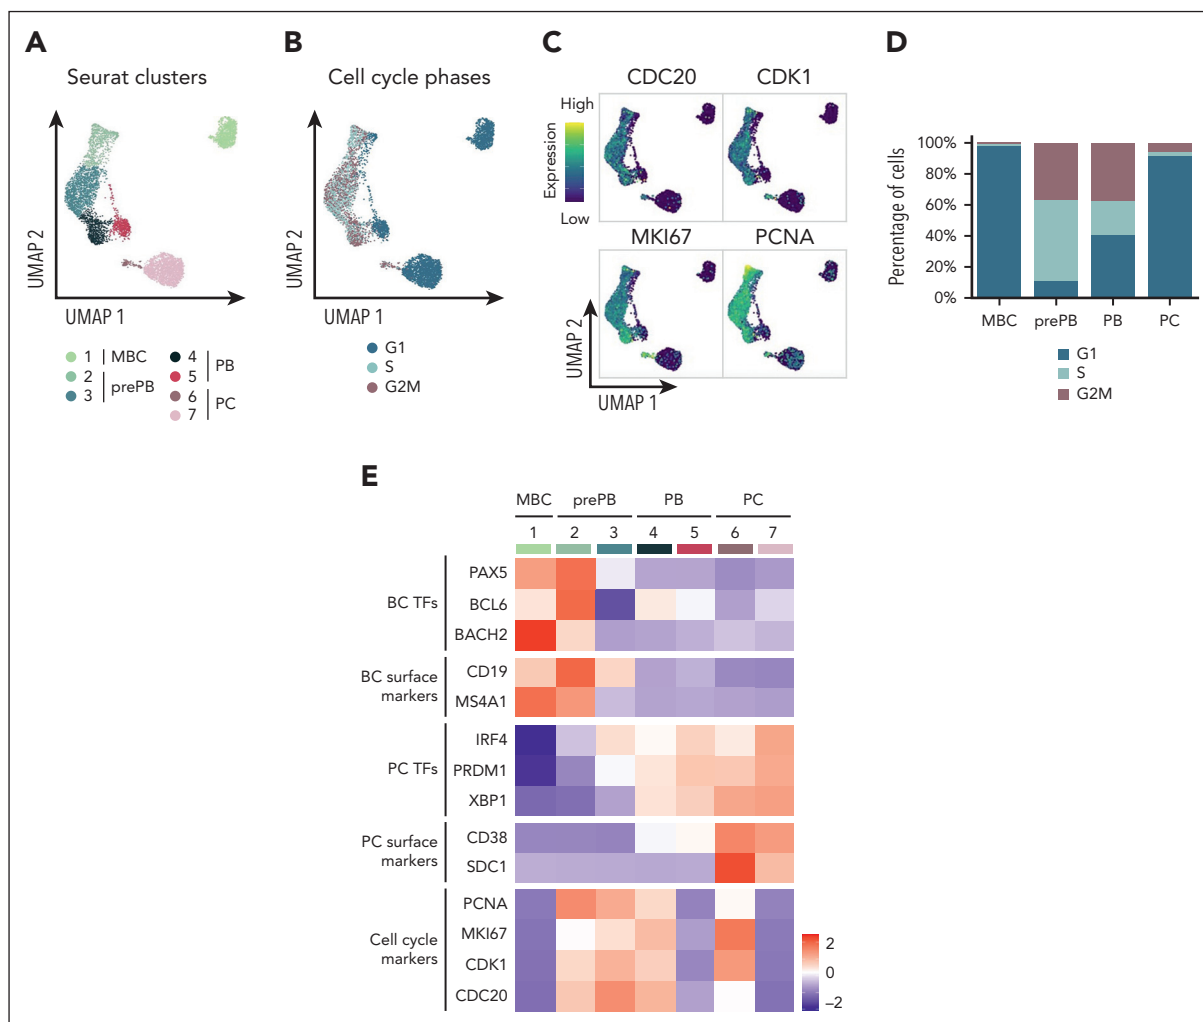 A
Seurat clusters
UMAP 2
UMAP 1
1 MBC
2
3
prePB
4
5
PB
6
7
PC
B
Cell cycle phases
UMAP 2
UMAP 1
G1
S
G2M
C
CDC20 CDK1
High
Expression
Low
MKI67 PCNA
UMAP 2
UMAP 1
D
Percentage of cells
100%
80%
60%
40%
20%
0%
MBC prePB PB PC
G1
S
G2M
E
MBC prePB PB PC
1 2 3 4 5 6 7
BC TFs
PAX5
BCL6
BACH2
BC surface
markers
CD19
MS4A1
PC TFs
IRF4
PRDM1
XBP1
PC surface
markers
CD38
SDC1
Cell cycle
markers
PCNA
MKI67
CDK1
CDC20
2
0
–2